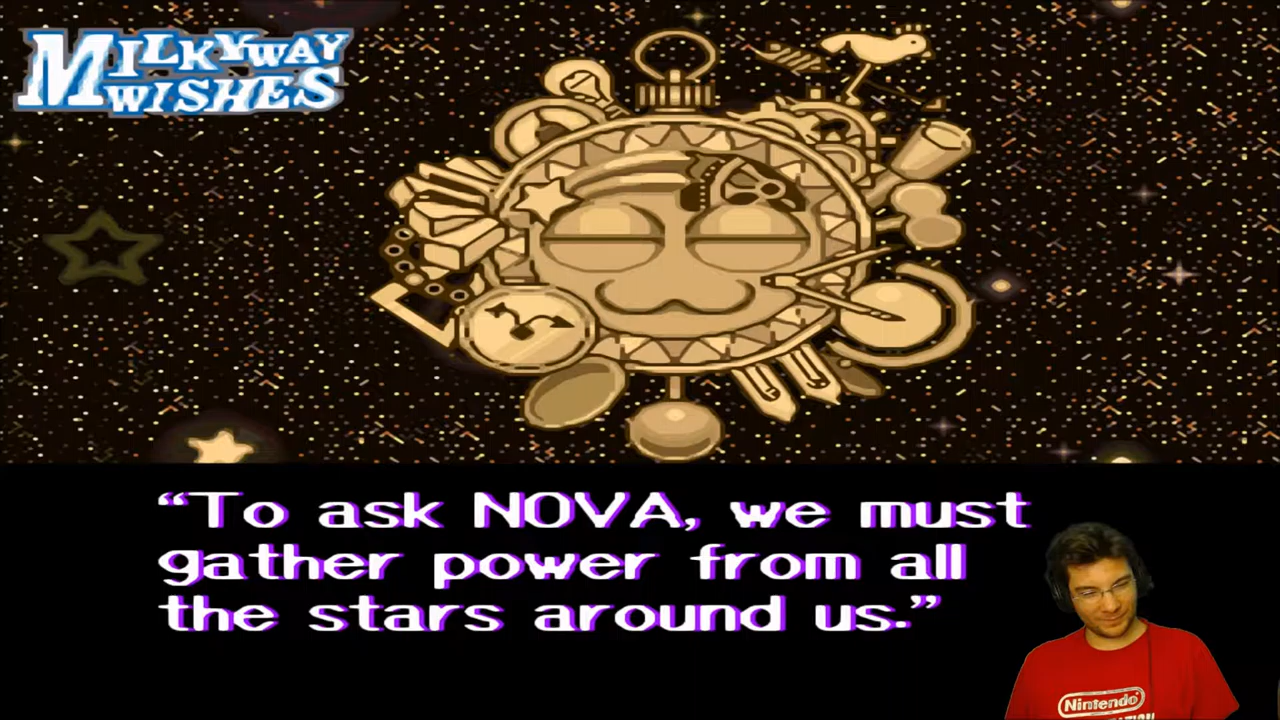 MILKYWAY
WISHES
“To ask NOVA, we must
gather power from all
the stars around us.”
Nintendo